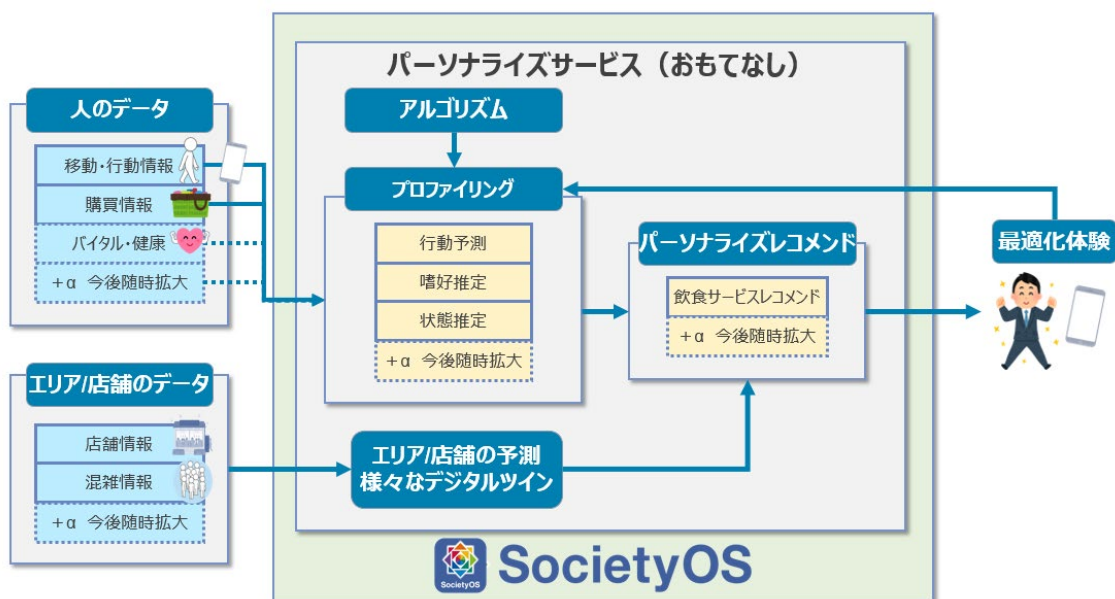 パーソナライズサービス（おもてなし）
人のデータ
移動・行動情報
購買情報
バイタル・健康
＋α 今後随時拡大
エリア/店舗のデータ
店舗情報
混雑情報
＋α 今後随時拡大
アルゴリズム
プロファイリング
行動予測
嗜好推定
状態推定
＋α 今後随時拡大
エリア/店舗の予測
様々なデジタルツイン
パーソナライズレコメンド
飲食サービスレコメンド
＋α 今後随時拡大
最適化体験
SocietyOS
SocietyOS